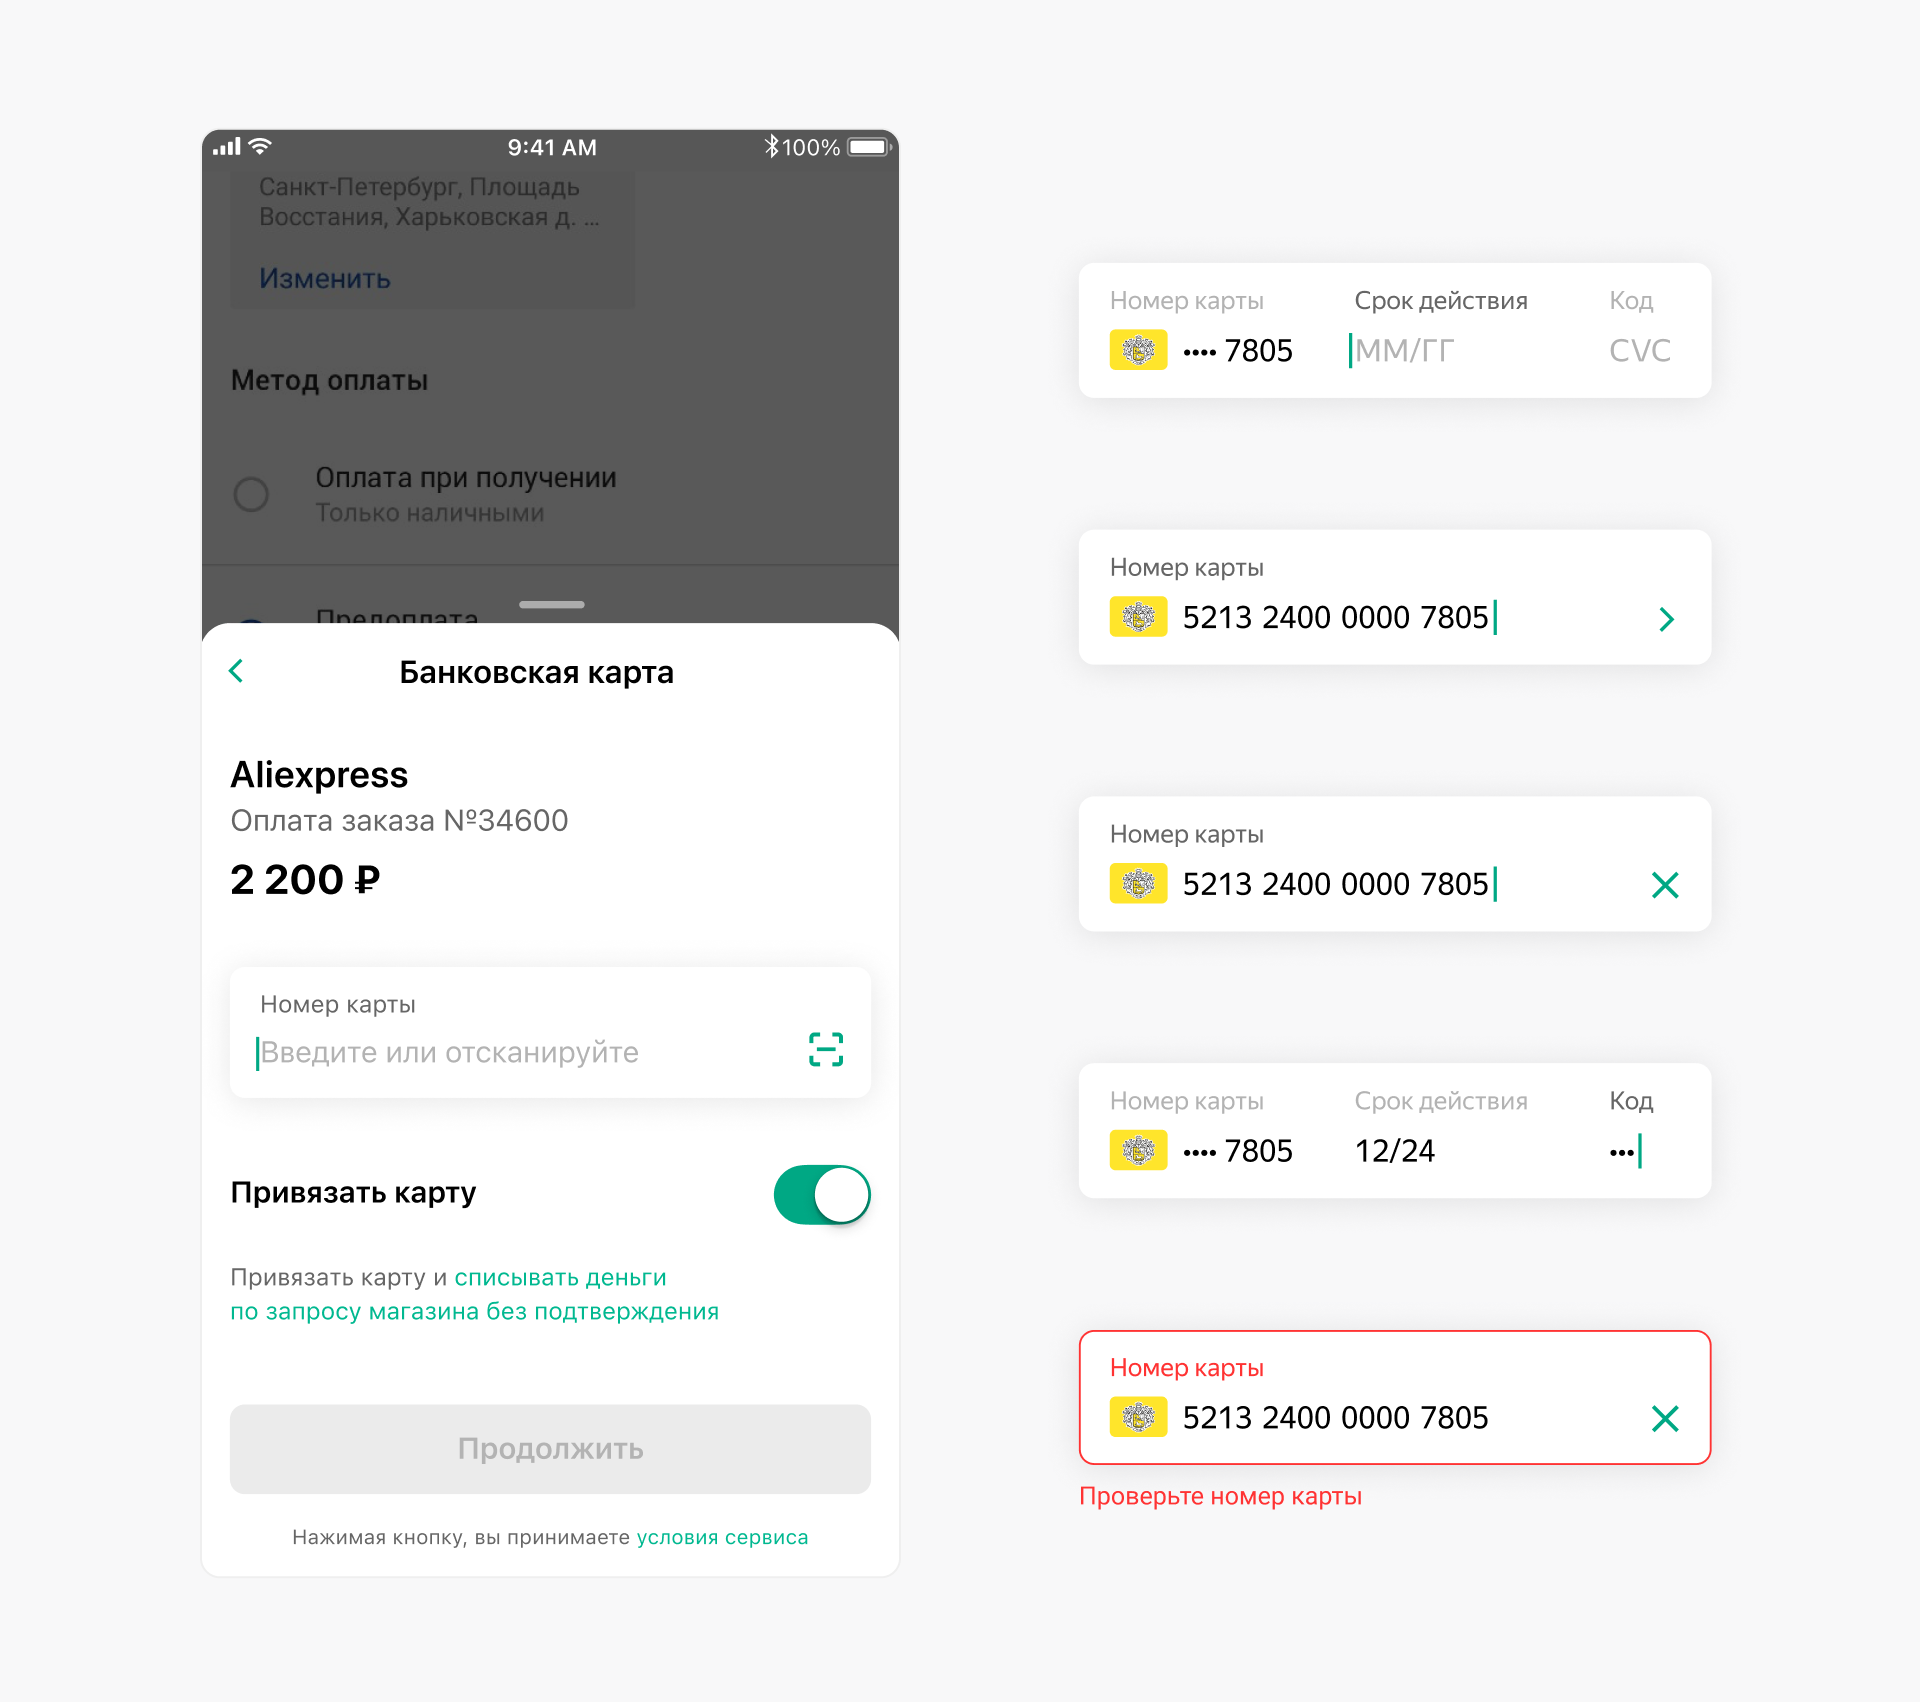 9:41 AM
100%
Санкт-Петербург, Площадь
Восстания, Харьковская д. ...
Изменить
Метод оплаты
Оплата при получении
Только наличными
Предоплата
Банковская карта
Aliexpress
Оплата заказа №34600
2 200 ₽
Номер карты
Введите или отсканируйте
Привязать карту
Привязать карту и списывать деньги
по запросу магазина без подтверждения
Продолжить
Нажимая кнопку, вы принимаете условия сервиса
Номер карты Срок действия Код
•••• 7805 ММ/ГГ CVC
Номер карты
5213 2400 0000 7805
Номер карты
5213 2400 0000 7805
Номер карты Срок действия Код
•••• 7805 12/24 •••
Номер карты
5213 2400 0000 7805
Проверьте номер карты